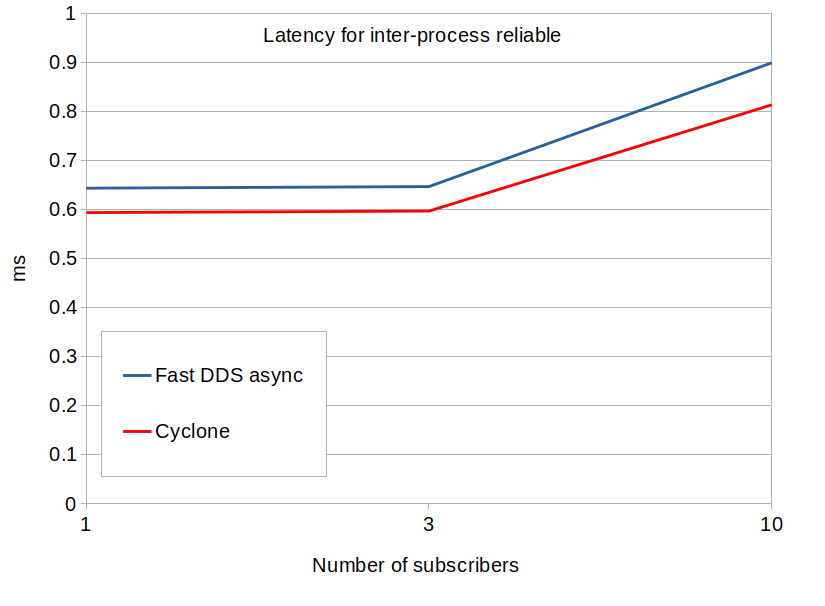 Latency for inter-process reliable
1
0.9
0.8
0.7
0.6
0.5
0.4
0.3
0.2
0.1
0
ms
Fast DDS async
Cyclone
1 3 10
Number of subscribers